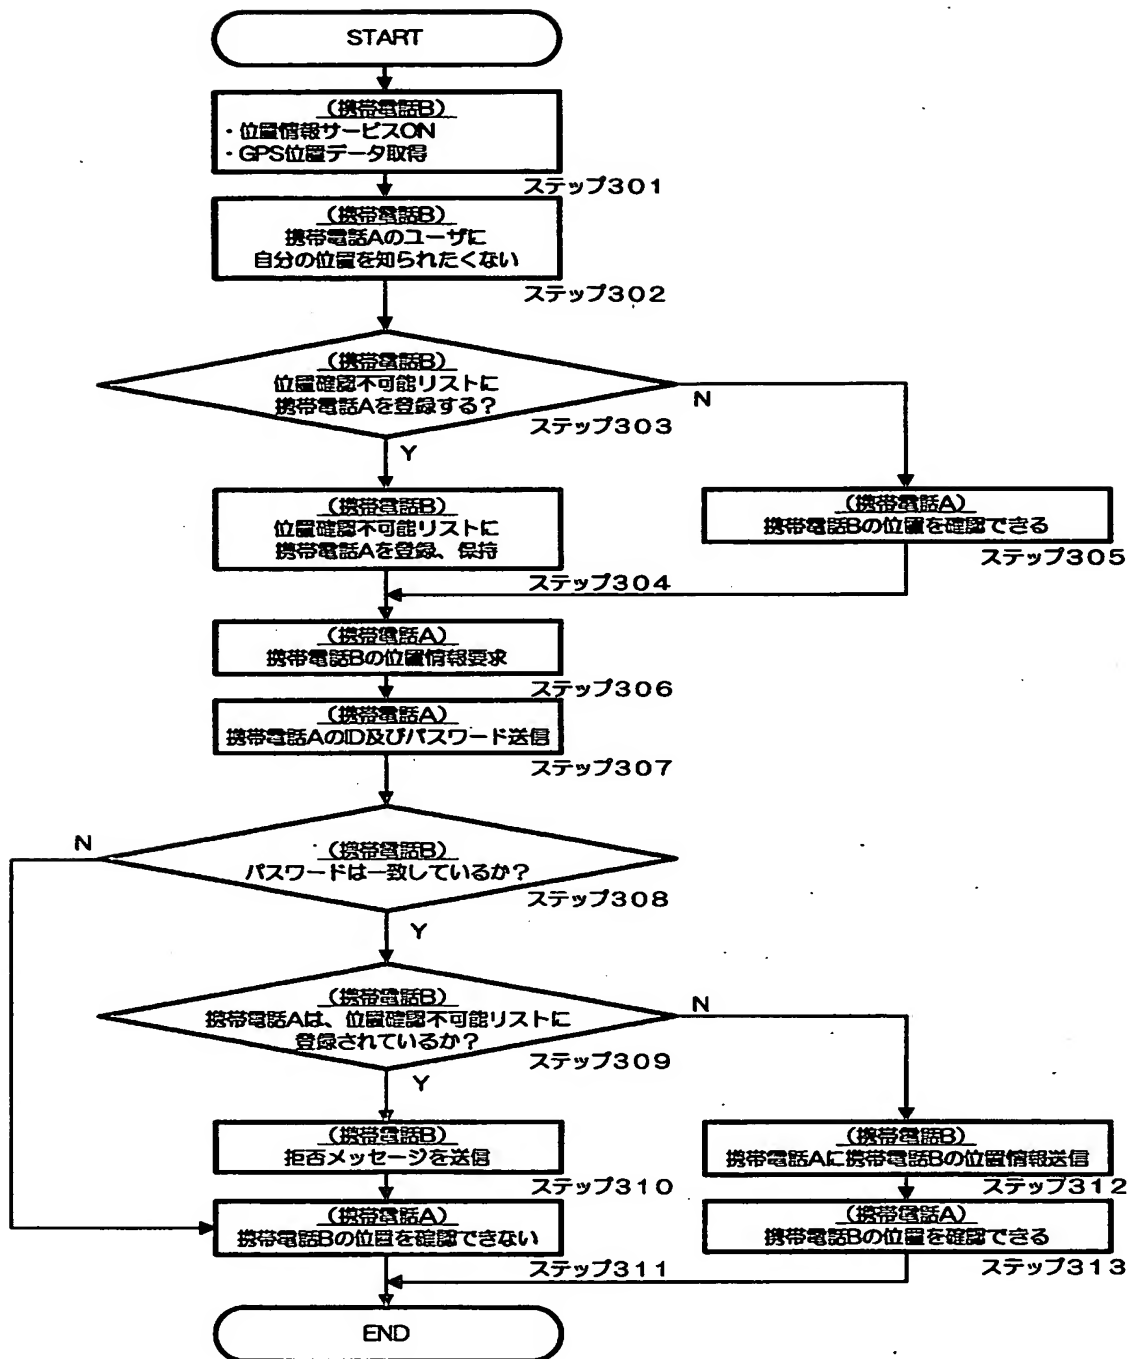 START
(携帯電話B)
・位置情報サービスON
・GPS位置データ取得
ステップ301
(携帯電話B)
携帯電話Aのユーザに
自分の位置を知られたくない
ステップ302
(携帯電話B)
位置確認不可能リストに
携帯電話Aを登録する?
ステップ303
N
Y
(携帯電話B)
位置確認不可能リストに
携帯電話Aを登録、保持
ステップ304
(携帯電話A)
携帯電話Bの位置を確認できる
ステップ305
(携帯電話A)
携帯電話Bの位置情報要求
ステップ306
(携帯電話A)
携帯電話AのID及びパスワード送信
ステップ307
N
(携帯電話B)
パスワードは一致しているか?
ステップ308
Y
(携帯電話B)
携帯電話Aは、位置確認不可能リストに
登録されているか?
ステップ309
N
Y
(携帯電話B)
拒否メッセージを送信
ステップ310
(携帯電話B)
携帯電話Aに携帯電話Bの位置情報送信
ステップ312
(携帯電話A)
携帯電話Bの位置を確認できない
ステップ311
(携帯電話A)
携帯電話Bの位置を確認できる
ステップ313
END